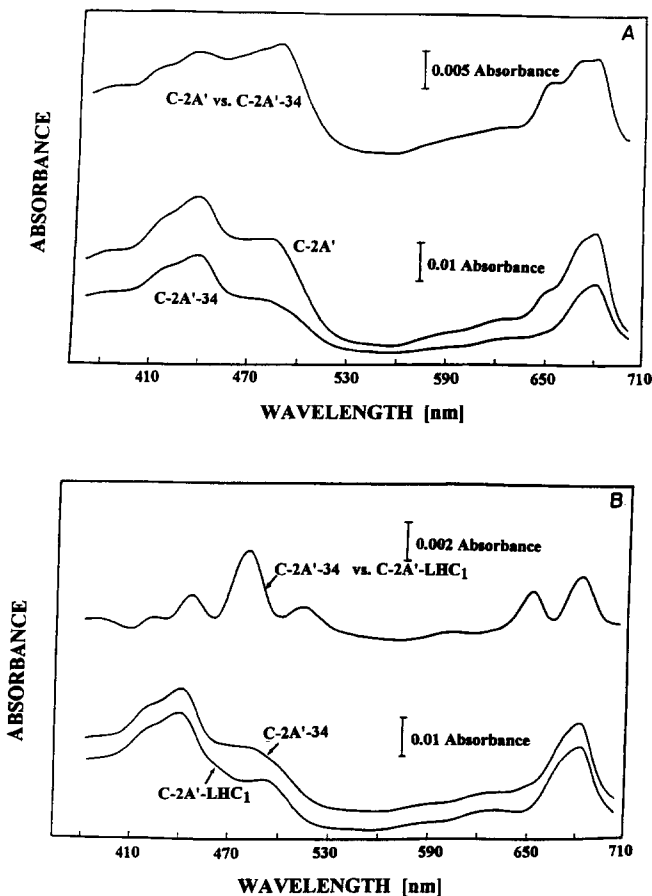 A
0.005 Absorbance
C-2A' vs. C-2A'-34
C-2A'
0.01 Absorbance
C-2A'-34
ABSORBANCE
410 470 530 590 650 710
WAVELENGTH [nm]
B
0.002 Absorbance
C-2A'-34 vs. C-2A'-LHC1
C-2A'-34
0.01 Absorbance
C-2A'-LHC1
ABSORBANCE
410 470 530 590 650 710
WAVELENGTH [nm]